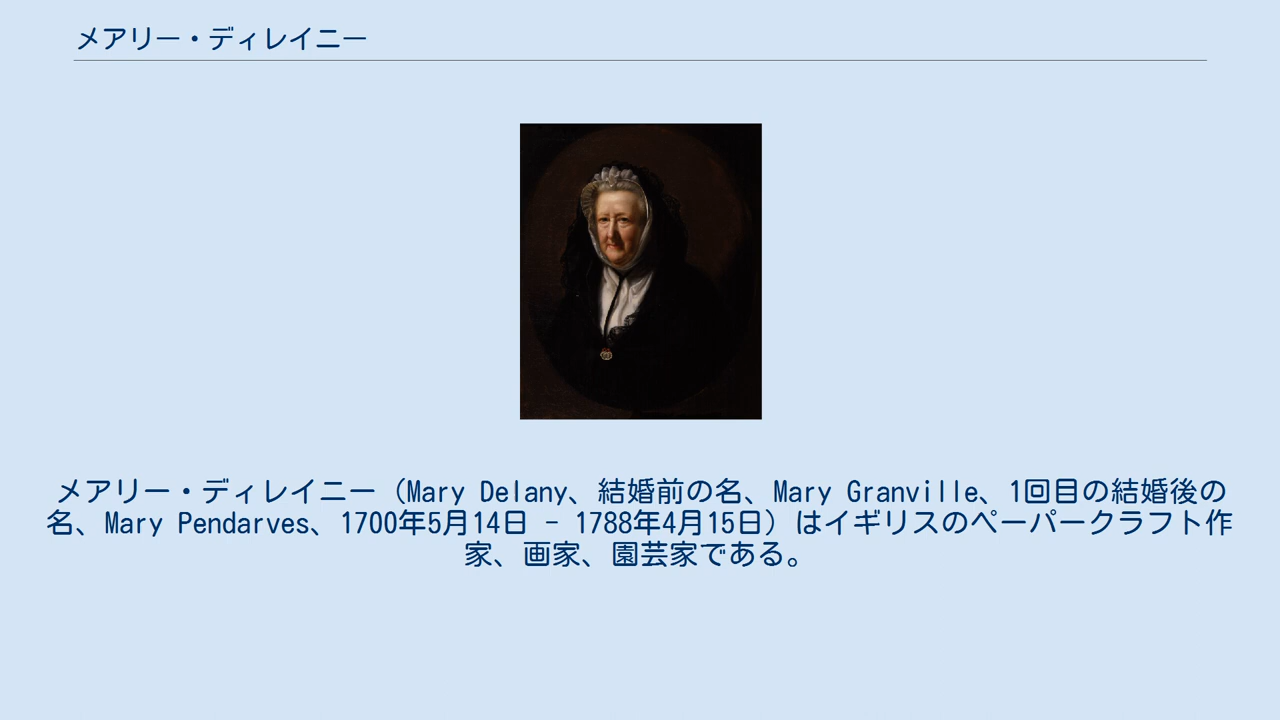 メアリー・ディレイニー
メアリー・ディレイニー（Mary Delany、結婚前の名、Mary Granville、1回目の結婚後の
名、Mary Pendarves、1700年5月14日 - 1788年4月15日）はイギリスのペーパークラフト作
家、画家、園芸家である。